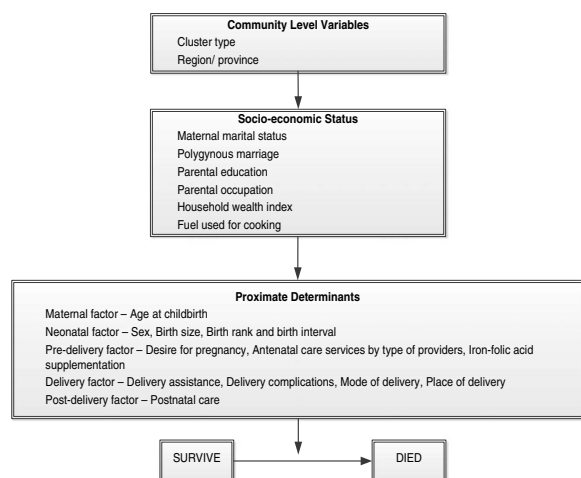 Community Level Variables
Cluster type
Region/ province
Socio-economic Status
Maternal marital status
Polygynous marriage
Parental education
Parental occupation
Household wealth index
Fuel used for cooking
Proximate Determinants
Maternal factor – Age at childbirth
Neonatal factor – Sex, Birth size, Birth rank and birth interval
Pre-delivery factor – Desire for pregnancy, Antenatal care services by type of providers, Iron-folic acid
supplementation
Delivery factor – Delivery assistance, Delivery complications, Mode of delivery, Place of delivery
Post-delivery factor – Postnatal care
SURVIVE
DIED